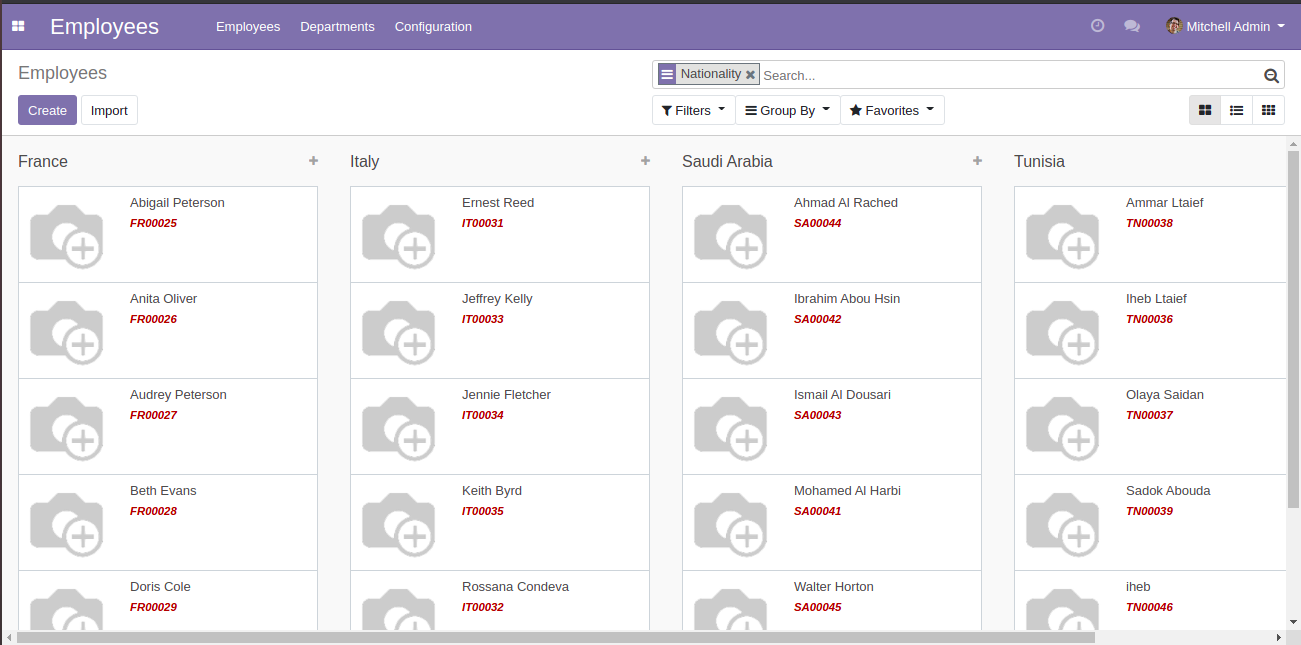 Employees Employees Departments Configuration Mitchell Admin
Employees
Nationality Search...
Create Import
Filters Group By Favorites
France
Abigail Peterson
FR00025
Anita Oliver
FR00026
Audrey Peterson
FR00027
Beth Evans
FR00028
Doris Cole
FR00029
Italy
Ernest Reed
IT00031
Jeffrey Kelly
IT00033
Jennie Fletcher
IT00034
Keith Byrd
IT00035
Rossana Condeva
IT00032
Saudi Arabia
Ahmad Al Rached
SA00044
Ibrahim Abou Hsin
SA00042
Ismail Al Dousari
SA00043
Mohamed Al Harbi
SA00041
Walter Horton
SA00045
Tunisia
Ammar Ltaief
TN00038
Iheb Ltaief
TN00036
Olaya Saidan
TN00037
Sadok Abouda
TN00039
iheb
TN00046